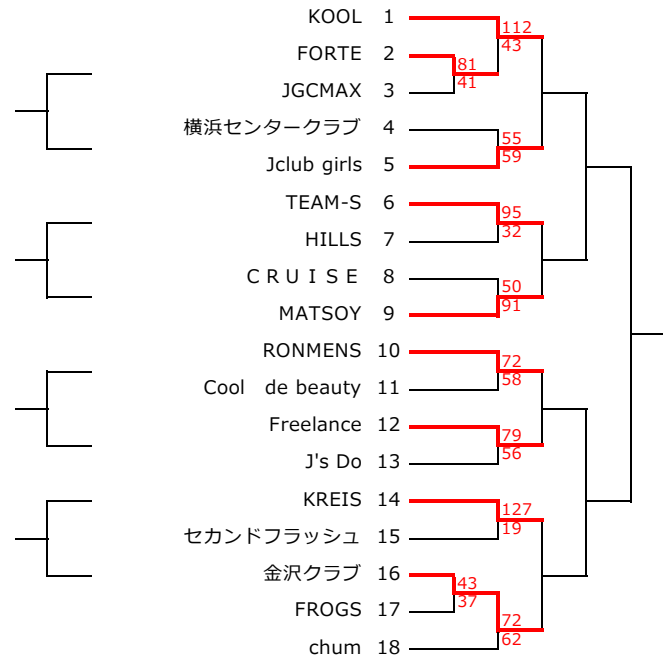 KOOL 1
112
43
FORTE 2
81
41
JGCMAX 3
横浜センタークラブ 4
55
59
Jclub girls 5
TEAM-S 6
95
32
HILLS 7
ＣＲＵＩＳＥ 8
50
91
MATSOY 9
RONMENS 10
72
58
Cool　de beauty 11
Freelance 12
79
56
J's Do 13
KREIS 14
127
19
セカンドフラッシュ 15
金沢クラブ 16
43
37
FROGS 17
72
62
chum 18